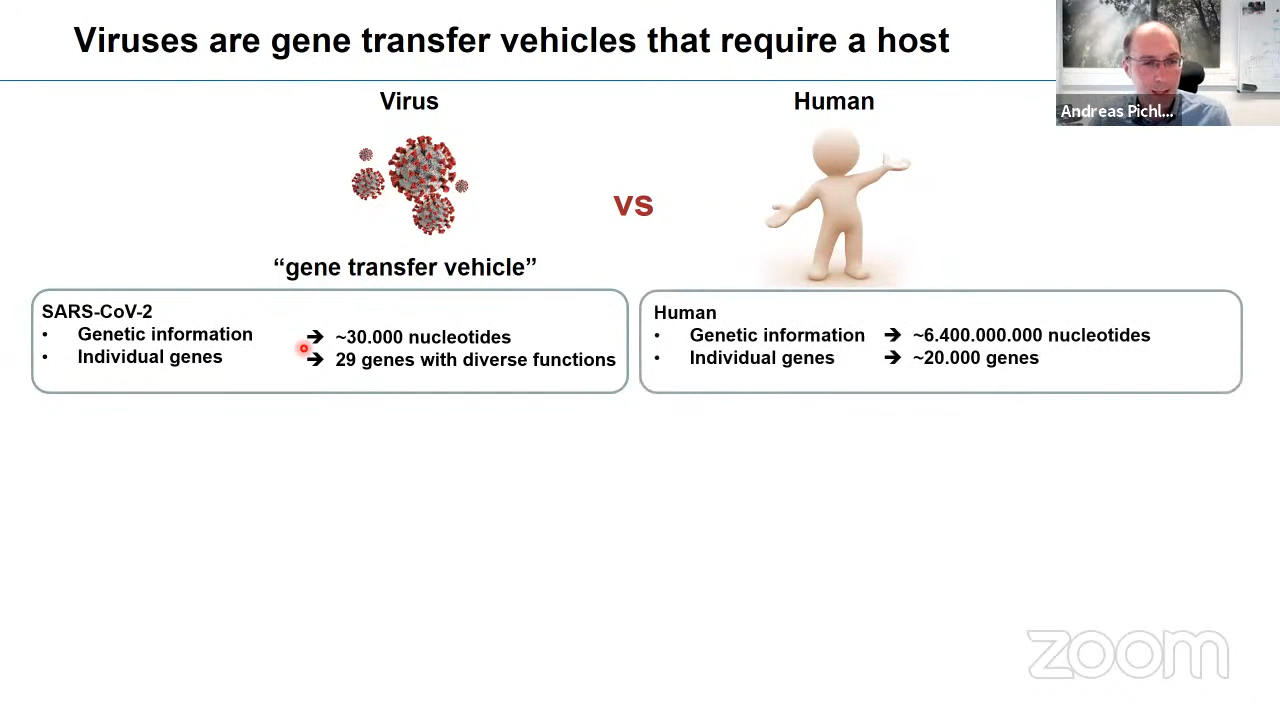 Viruses are gene transfer vehicles that require a host
Andreas Pichl...
Virus
Human
vs
“gene transfer vehicle”
SARS-CoV-2
• Genetic information ➔ ~30.000 nucleotides
• Individual genes ➔ 29 genes with diverse functions
Human
• Genetic information ➔ ~6.400.000.000 nucleotides
• Individual genes ➔ ~20.000 genes
zoom